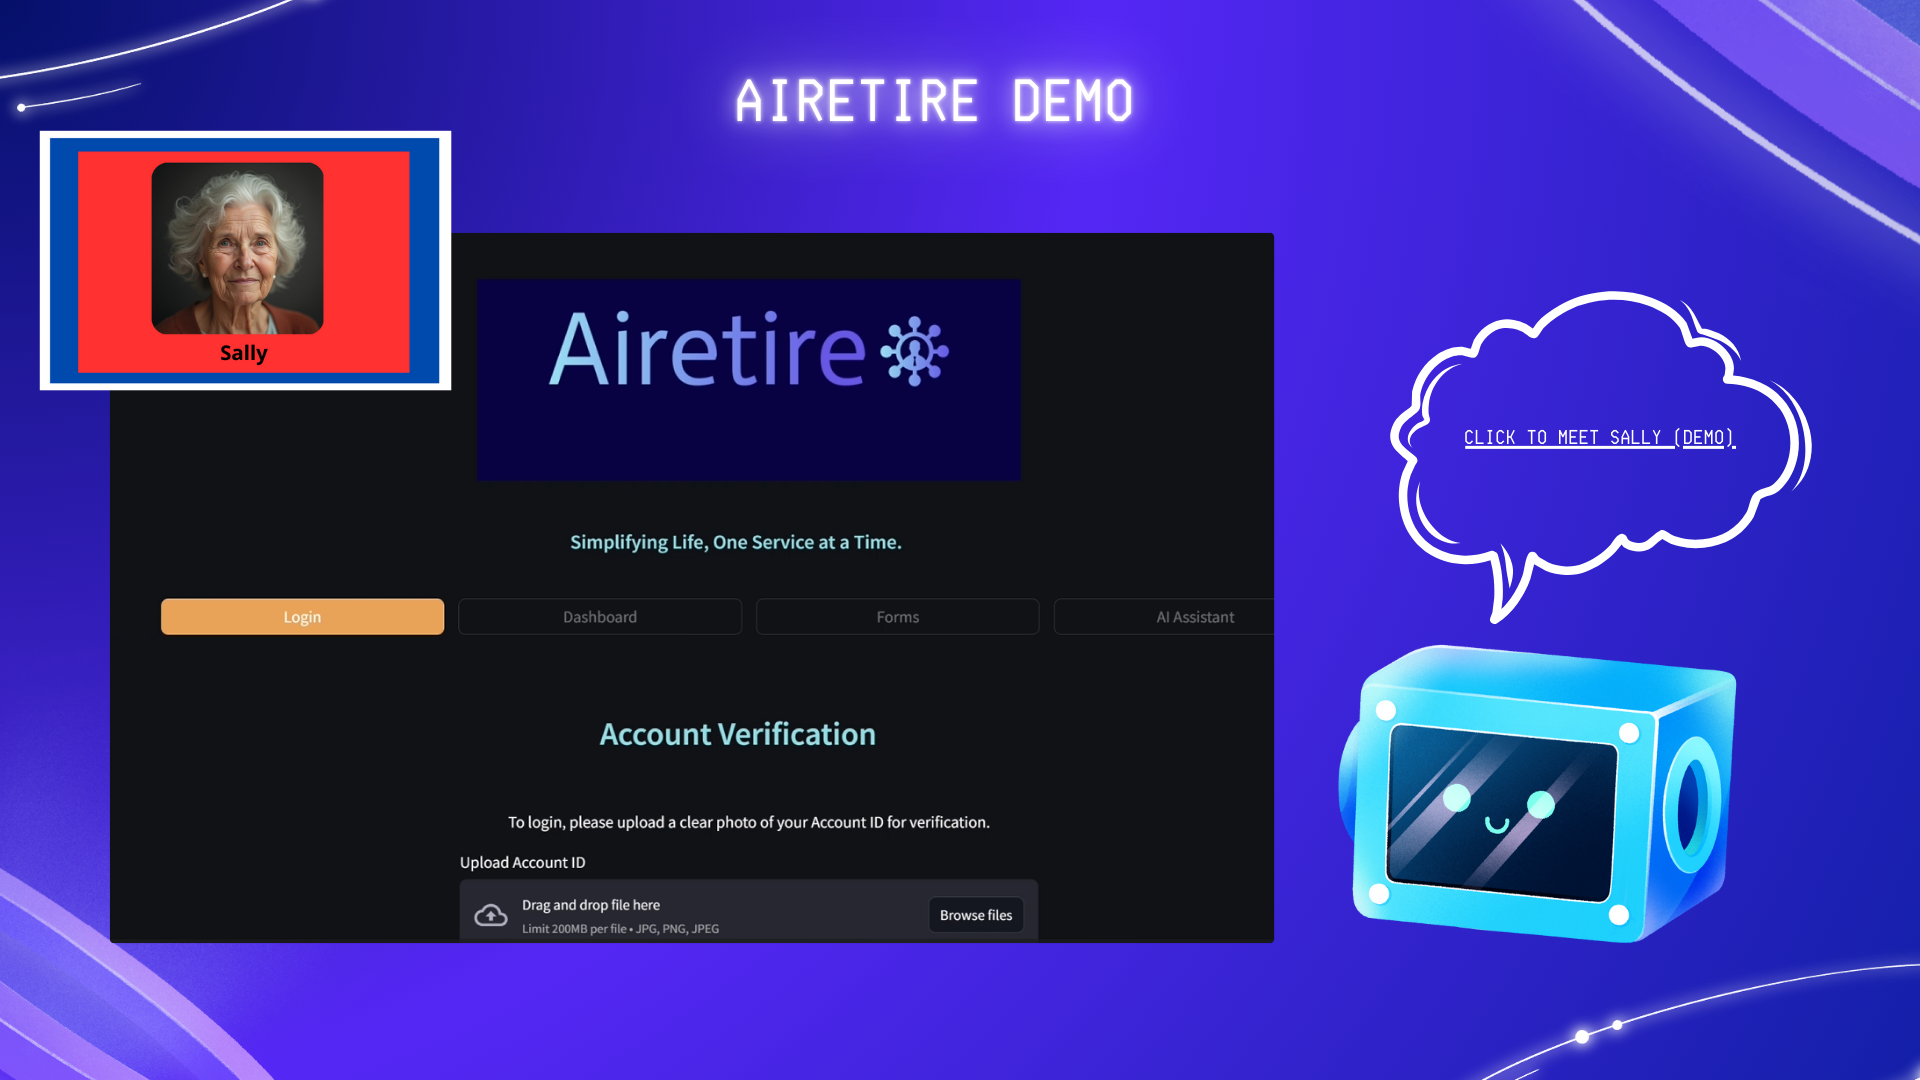 AIRETIRE DEMO
Sally
Airetire
Simplifying Life, One Service at a Time.
Login
Dashboard
Forms
AI Assistant
Account Verification
To login, please upload a clear photo of your Account ID for verification.
Upload Account ID
Drag and drop file here
Limit 200MB per file • JPG, PNG, JPEG
Browse files
CLICK TO MEET SALLY (DEMO).